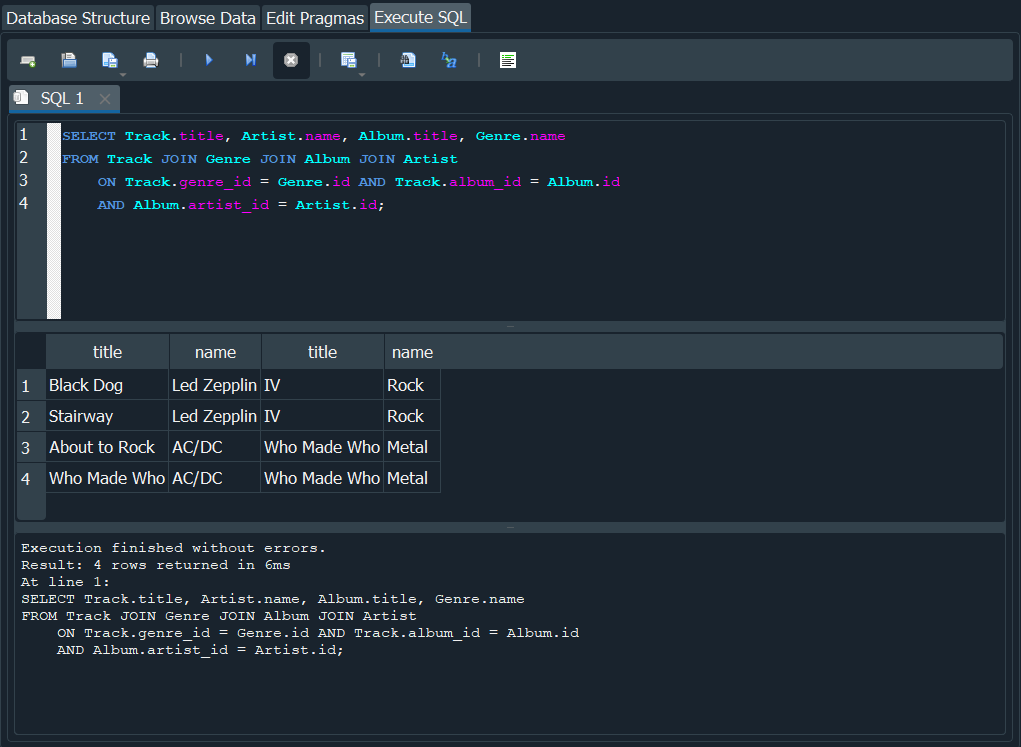 Database Structure Browse Data Edit Pragmas Execute SQL
SQL 1
1 SELECT Track.title, Artist.name, Album.title, Genre.name
2 FROM Track JOIN Genre JOIN Album JOIN Artist
3 ON Track.genre_id = Genre.id AND Track.album_id = Album.id
4 AND Album.artist_id = Artist.id;
title name title name
1 Black Dog Led Zepplin IV Rock
2 Stairway Led Zepplin IV Rock
3 About to Rock AC/DC Who Made Who Metal
4 Who Made Who AC/DC Who Made Who Metal
Execution finished without errors.
Result: 4 rows returned in 6ms
At line 1:
SELECT Track.title, Artist.name, Album.title, Genre.name
FROM Track JOIN Genre JOIN Album JOIN Artist
ON Track.genre_id = Genre.id AND Track.album_id = Album.id
AND Album.artist_id = Artist.id;